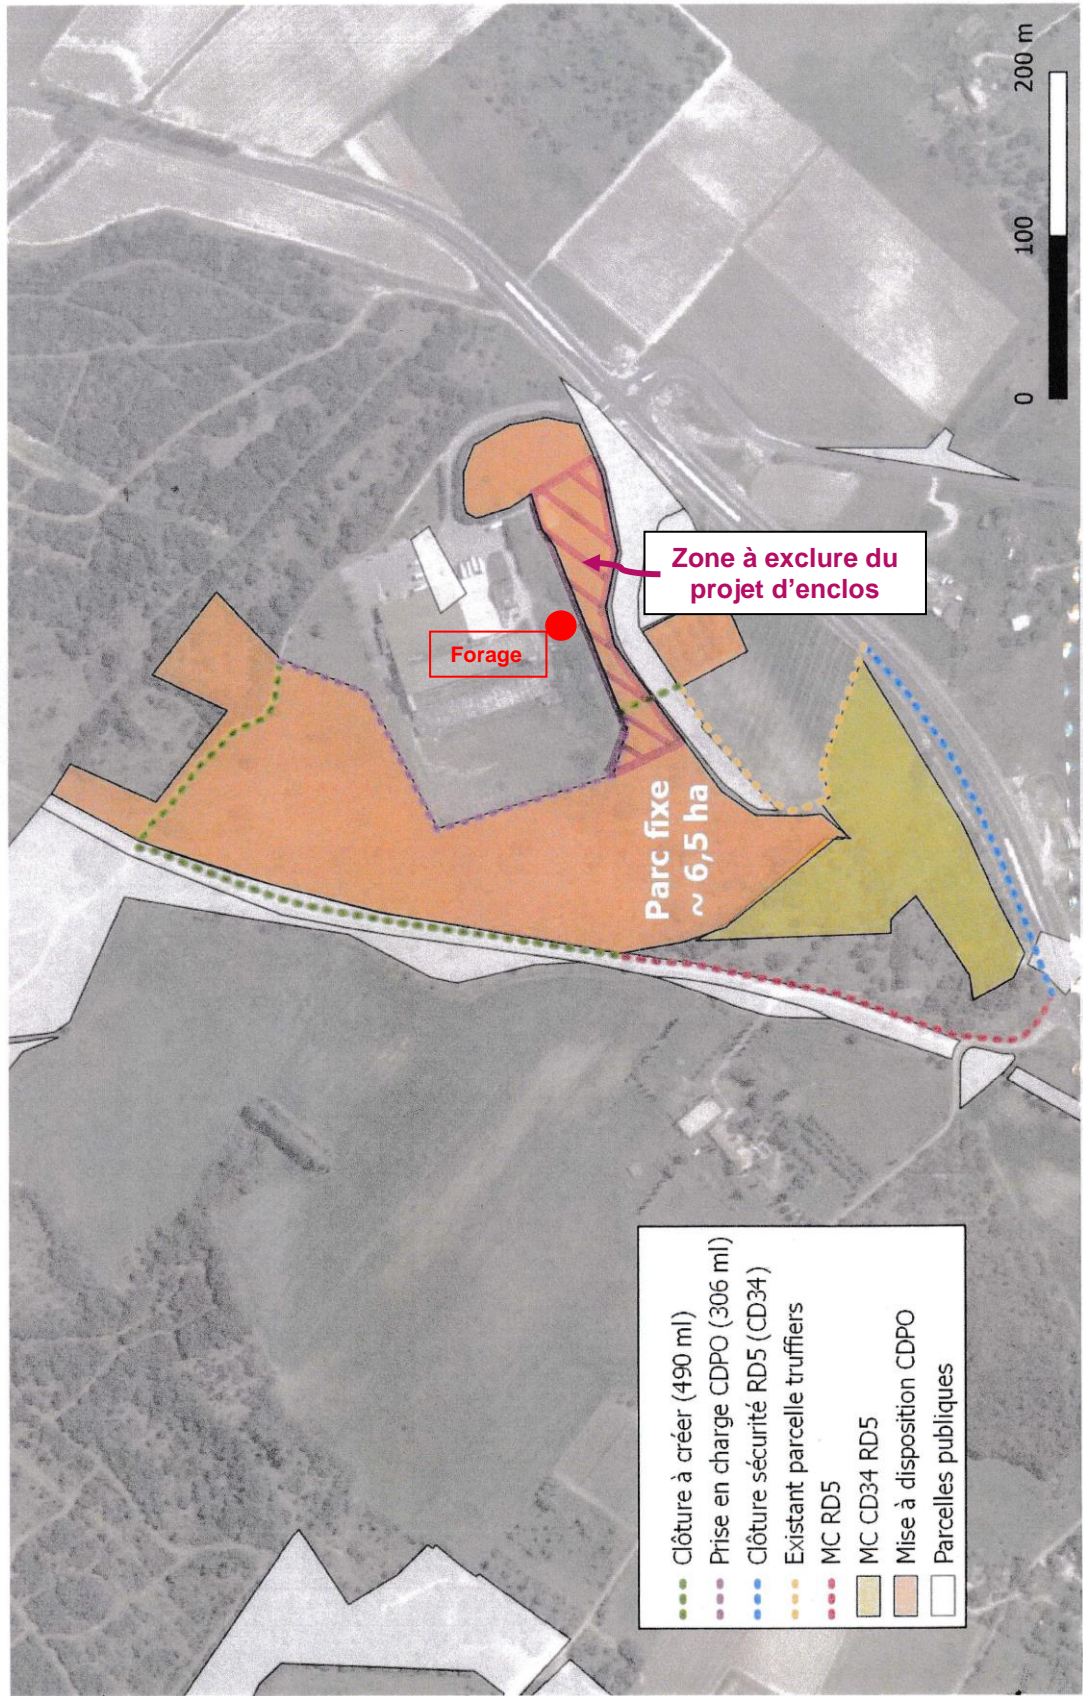 Zone à exclure du
projet d'enclos
Forage
Parc fixe
~ 6,5 ha
0
100
200 m
Clôture à créer (490 ml)
Prise en charge CDPO (306 ml)
Clôture sécurité RD5 (CD34)
Existant parcelle truffiers
MC RD5
MC CD34 RD5
Mise à disposition CDPO
Parcelles publiques